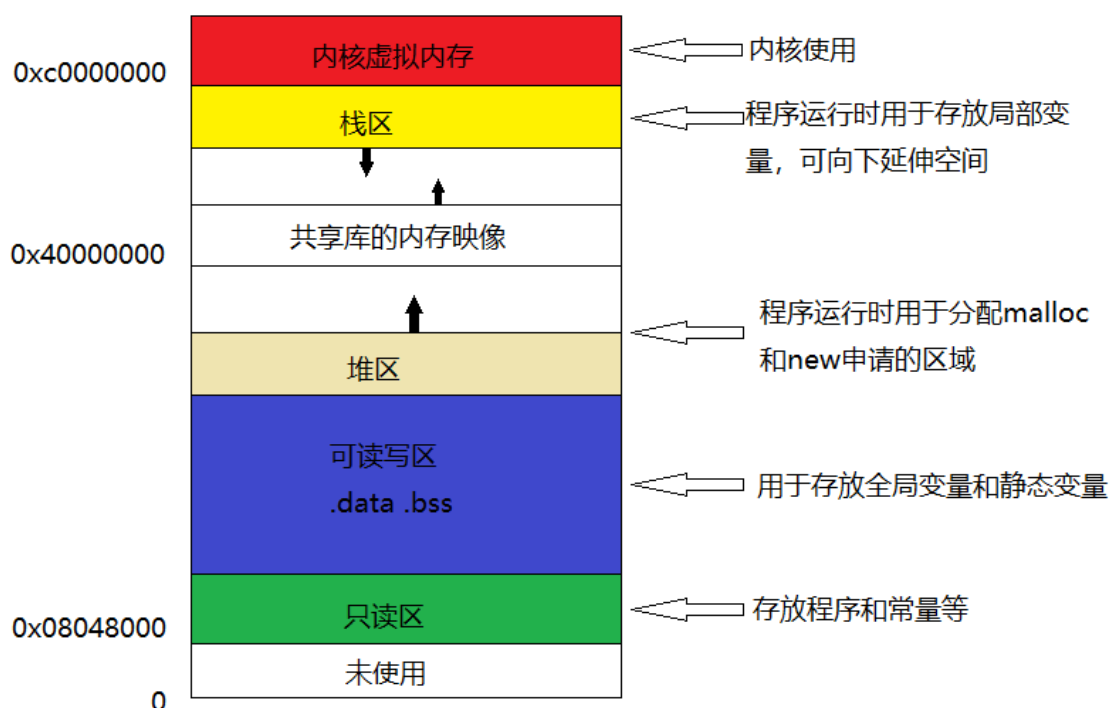 内核虚拟内存
内核使用
0xc0000000
栈区
程序运行时用于存放局部变
量，可向下延伸空间
共享库的内存映像
0x40000000
程序运行时用于分配malloc
和new申请的区域
堆区
可读写区
.data .bss
用于存放全局变量和静态变量
只读区
存放程序和常量等
0x08048000
未使用
0